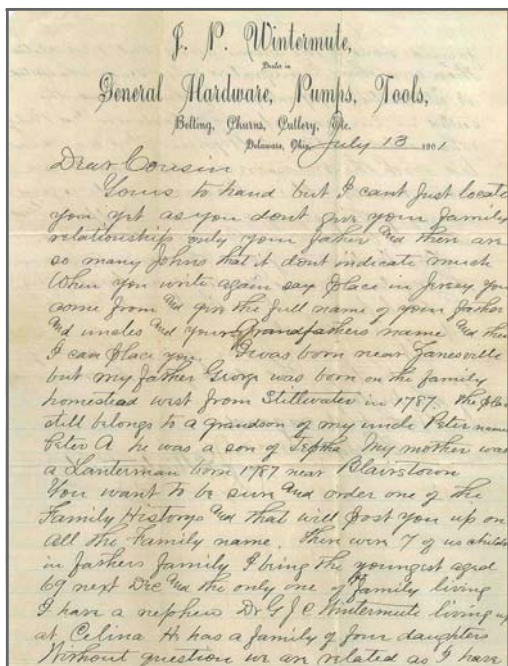 J. P. Wintermute,
Dealer in
General Hardware, Pumps, Tools,
Belting, Churns, Cutlery, Etc.
Delaware, Ohio, July 13 1901
Dear Cousin
Yours to hand but I cant Just locate
you yet as you dont give your family
relationship only your father and there are
so many Johns that it dont indicate much
When you write again say place in Jersey you
come from and give the full name of your father
and uncles and your Grandfathers name and then
I can place you. I was born near Zanesville
but my father George was born on the family
homestead west from Stillwater in 1787. the place
still belongs to a grandson of my uncle Peter name
Peter A he was a son of My mother was
a Lanterman born 1787 near Blairstown
You want to be sure and order one of the
Family Historys and that will post you up on
all the Family name. There were 7 of us children
in fathers family I being the youngest aged
69 next Dec and the only one of family living
I have a nephew Dr G J C Wintermute living up
at Celina He has a family of four daughters
Without question we are related as I have